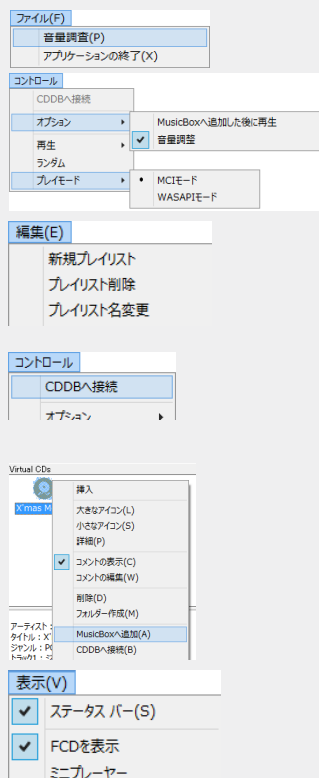 ファイル(F)
音量調査(P)
アプリケーションの終了(X)
コントロール
CDDBへ接続
オプション
MusicBoxへ追加した後に再生
音量調整
再生
ランダム
プレイモード
MCIモード
WASAPIモード
編集(E)
新規プレイリスト
プレイリスト削除
プレイリスト名変更
コントロール
CDDBへ接続
オプション
Virtual CDs
X'mas M
挿入
大きなアイコン(L)
小さなアイコン(S)
詳細(P)
コメントの表示(C)
コメントの編集(W)
削除(D)
フォルダー作成(M)
MusicBoxへ追加(A)
CDDBへ接続(B)
アーティスト :
タイトル : X'
ジャンル : PO
トラック1 :
表示(V)
ステータス バー(S)
FCDを表示
ミニプレーヤー